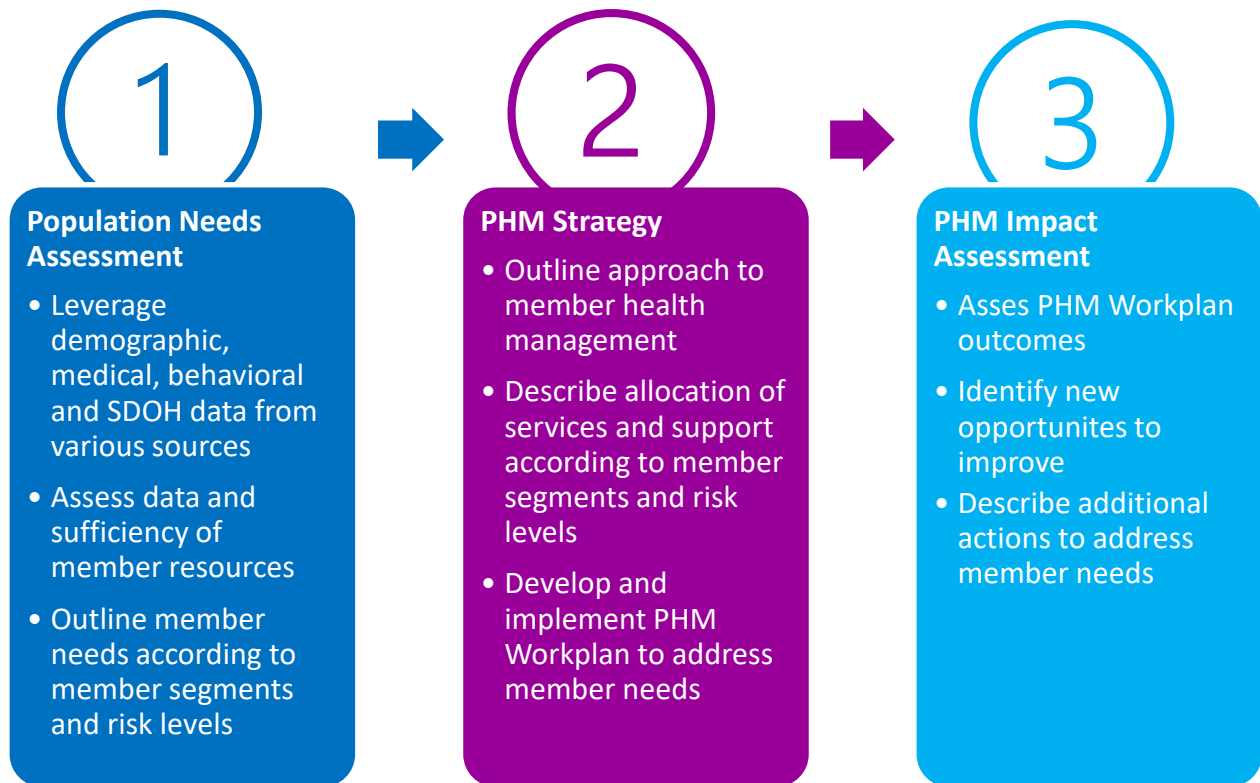 1
Population Needs
Assessment
• Leverage
demographic,
medical, behavioral
and SDOH data from
various sources
• Assess data and
sufficiency of
member resources
• Outline member
needs according to
member segments
and risk levels
2
PHM Strategy
• Outline approach to
member health
management
• Describe allocation of
services and support
according to member
segments and risk
levels
• Develop and
implement PHM
Workplan to address
member needs
3
PHM Impact
Assessment
• Asses PHM Workplan
outcomes
• Identify new
opportunites to
improve
• Describe additional
actions to address
member needs